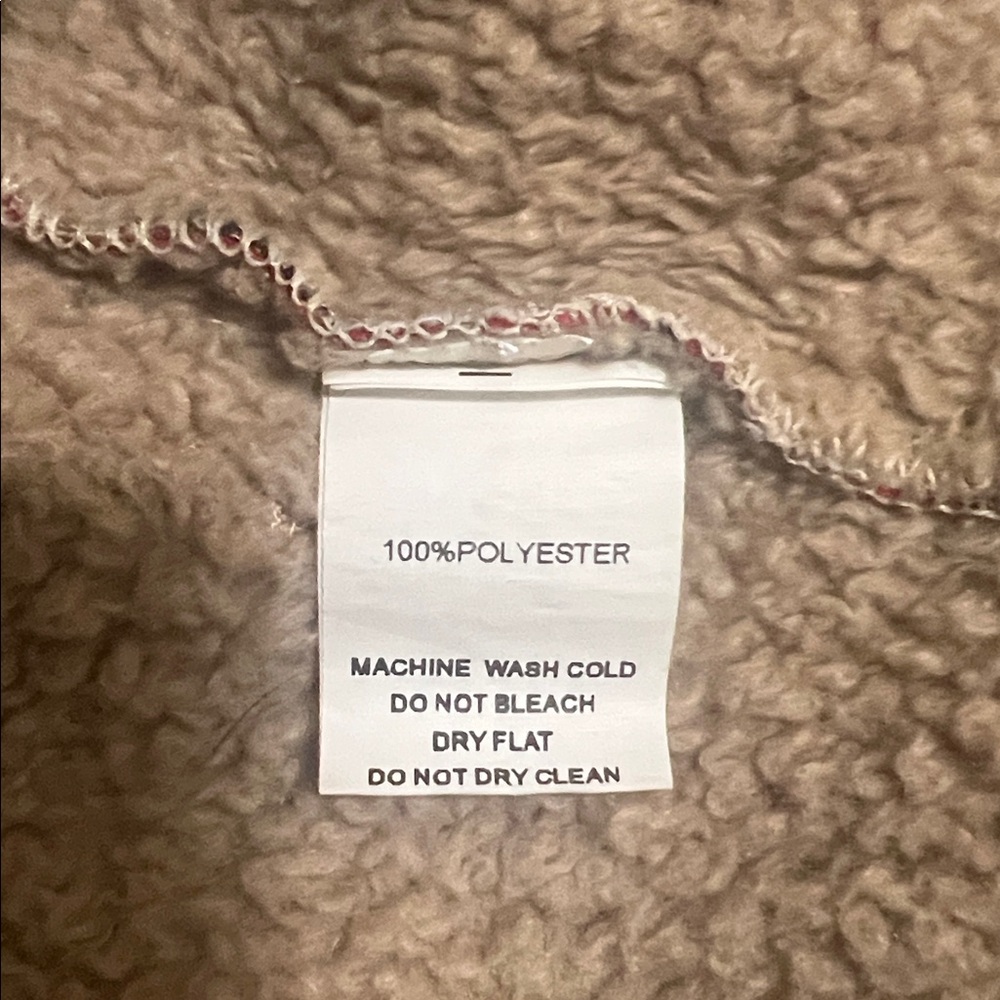 100%POLYESTER
MACHINE WASH COLD
DO NOT BLEACH
DRY FLAT
DO NOT DRY CLEAN